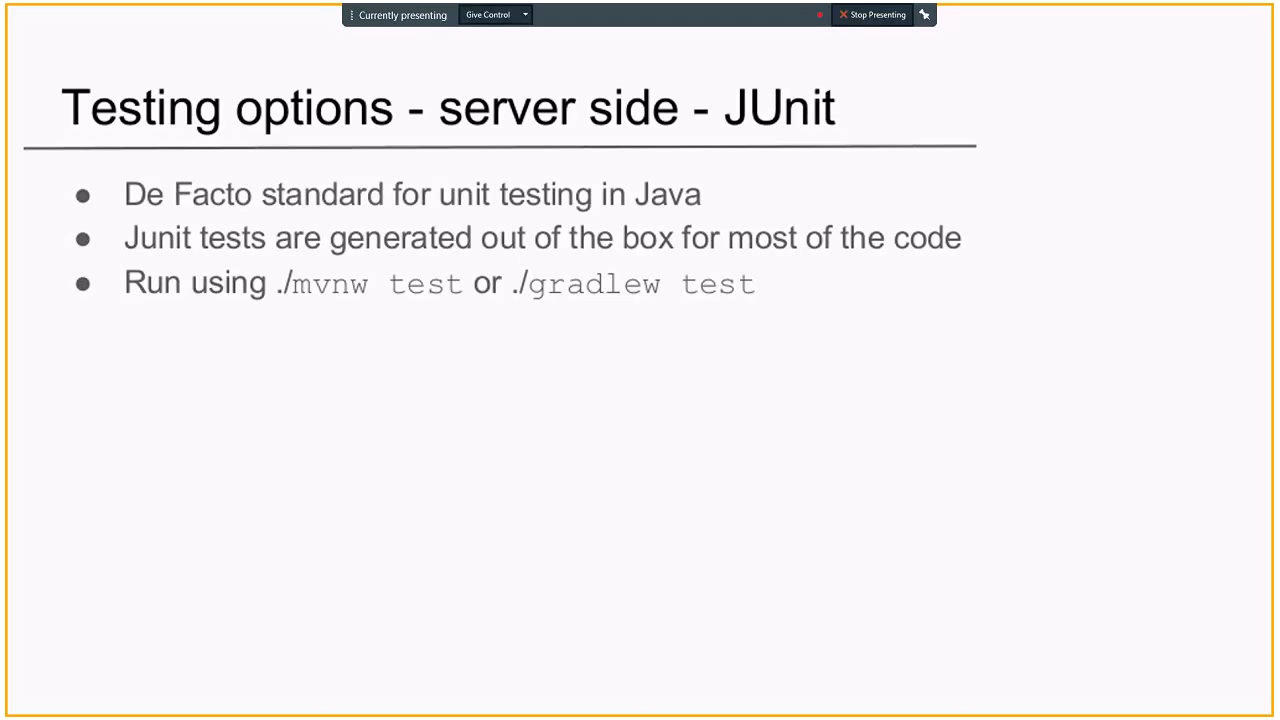 Currently presenting Give Control Stop Presenting
Testing options - server side - JUnit
● De Facto standard for unit testing in Java
● Junit tests are generated out of the box for most of the code
● Run using ./mvnw test or ./gradlew test